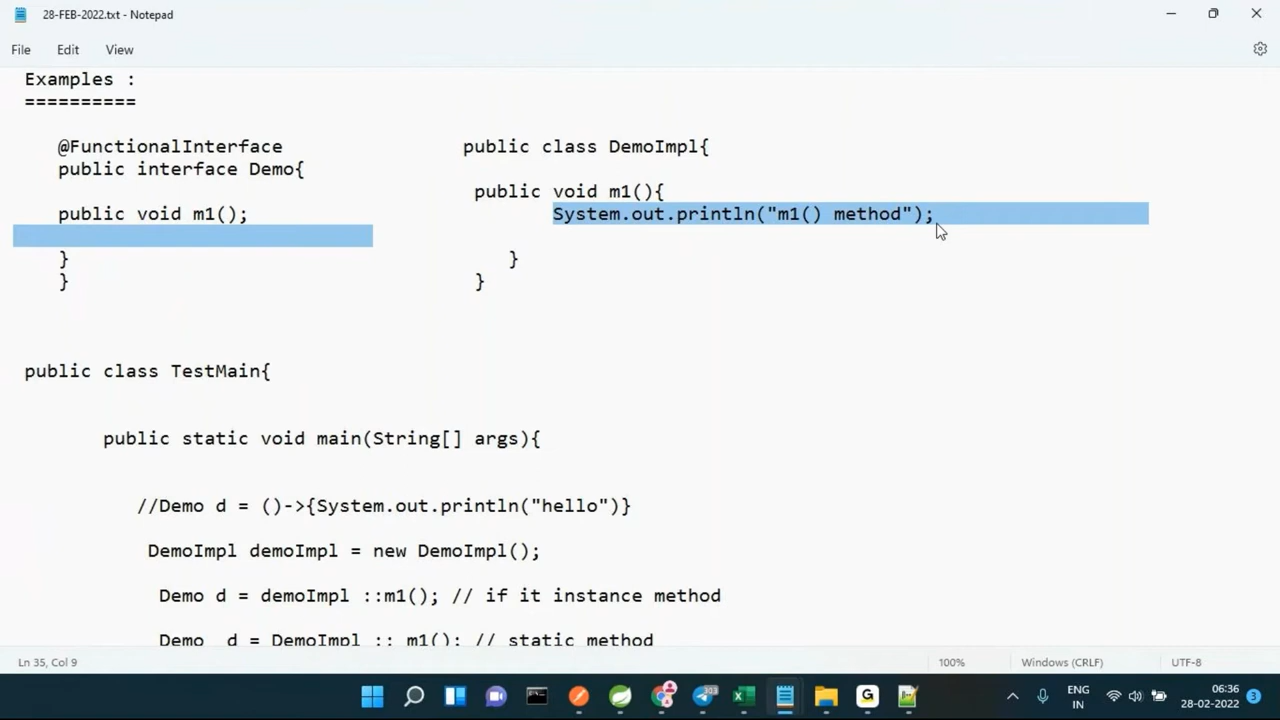 28-FEB-2022.txt - Notepad
File Edit View
Examples :
==========
@FunctionalInterface public class DemoImpl{
public interface Demo{
public void m1(){
public void m1(); System.out.println("m1() method");
} }
} }
public class TestMain{
public static void main(String[] args){
//Demo d = ()->{System.out.println("hello")}
DemoImpl demoImpl = new DemoImpl();
Demo d = demoImpl ::m1(); // if it instance method
Demo d = DemoImpl :: m1(); // static method
Ln 35, Col 9 100% Windows (CRLF) UTF-8
ENG 06:36
IN 28-02-2022 3